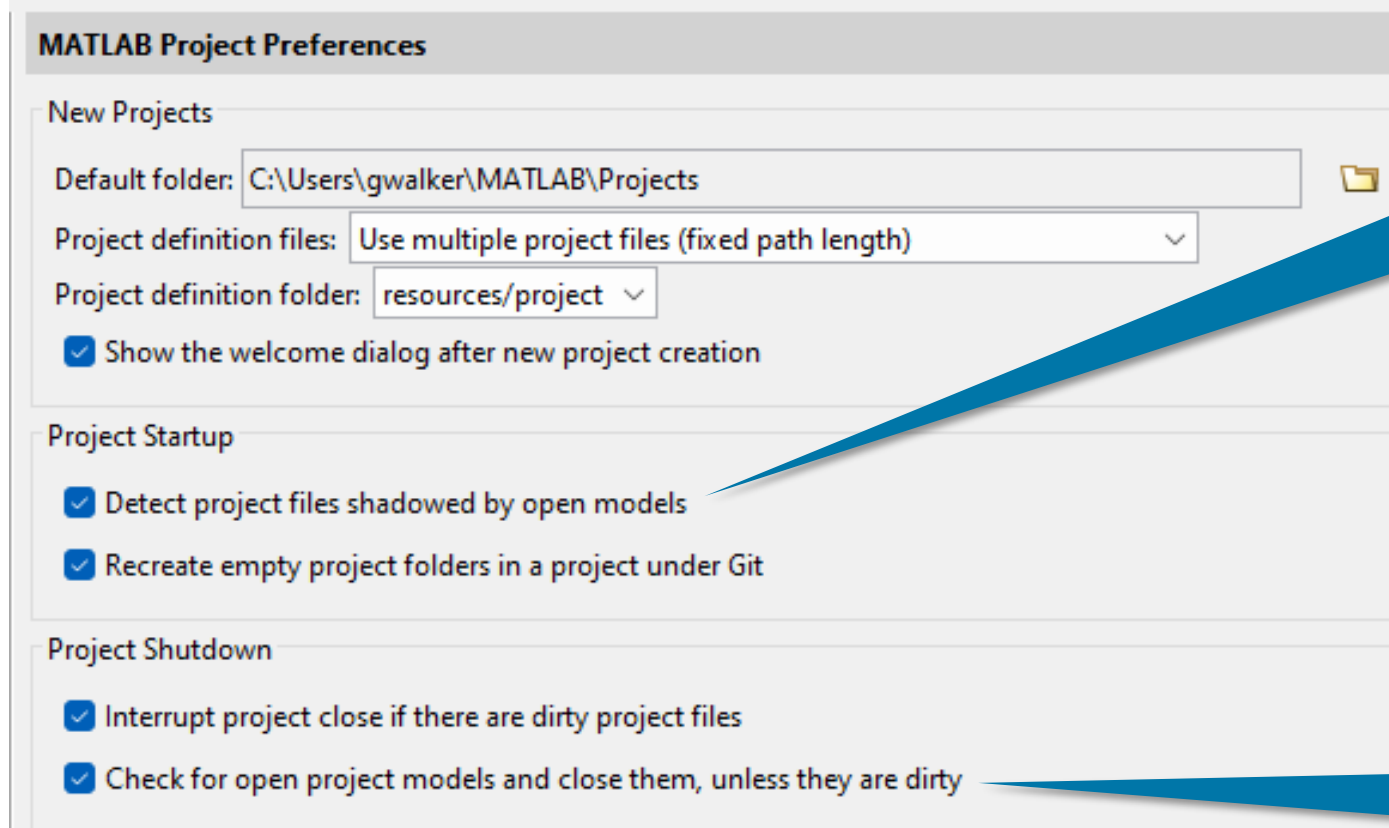 MATLAB Project Preferences
New Projects
Default folder: C:\Users\gwalker\MATLAB\Projects
Project definition files: Use multiple project files (fixed path length)
Project definition folder: resources/project
Show the welcome dialog after new project creation
Project Startup
Detect project files shadowed by open models
Recreate empty project folders in a project under Git
Project Shutdown
Interrupt project close if there are dirty project files
Check for open project models and close them, unless they are dirty